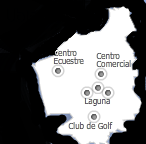 Centro
Ecuestre
Centro
Comercial
Laguna
Club de Golf